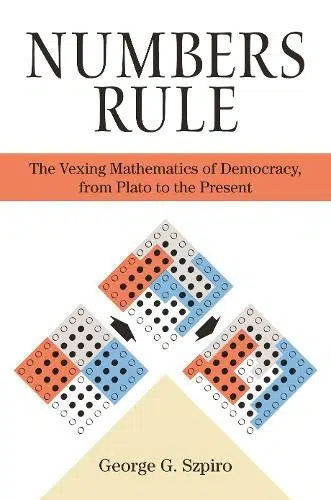 NUMBERS
RULE
The Vexing Mathematics of Democracy,
from Plato to the Present
George G. Szpiro